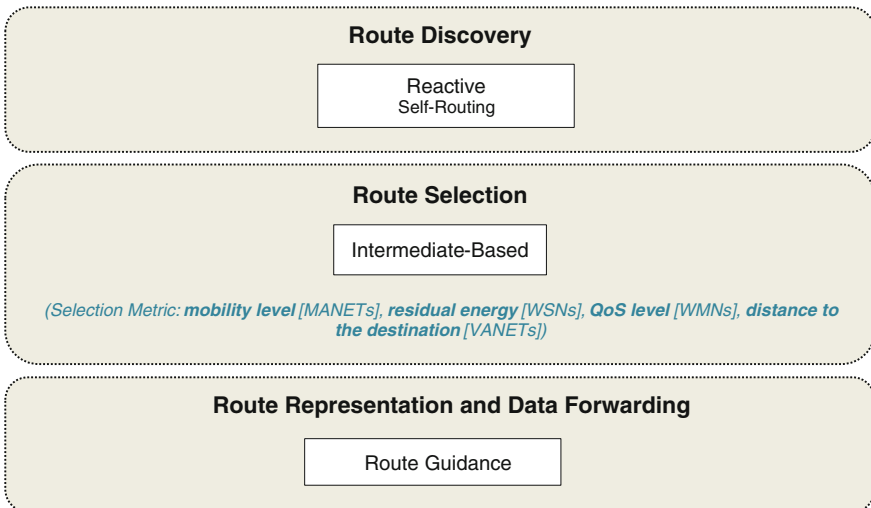 Route Discovery
Reactive
Self-Routing
Route Selection
Intermediate-Based
(Selection Metric: mobility level [MANETs], residual energy [WSNs], QoS level [WMNs], distance to
the destination [VANETs])
Route Representation and Data Forwarding
Route Guidance